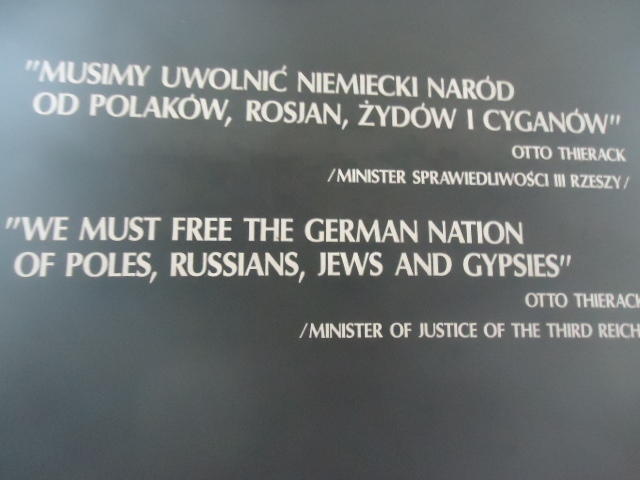 "MUSIMY UWOLNIĆ NIEMIECKI NARÓD
OD POLAKÓW, ROSJAN, ŻYDÓW I CYGANÓW"
OTTO THIERACK
/MINISTER SPRAWIEDLIWOŚCI III RZESZY/
"WE MUST FREE THE GERMAN NATION
OF POLES, RUSSIANS, JEWS AND GYPSIES"
OTTO THIERACK
/MINISTER OF JUSTICE OF THE THIRD REICH